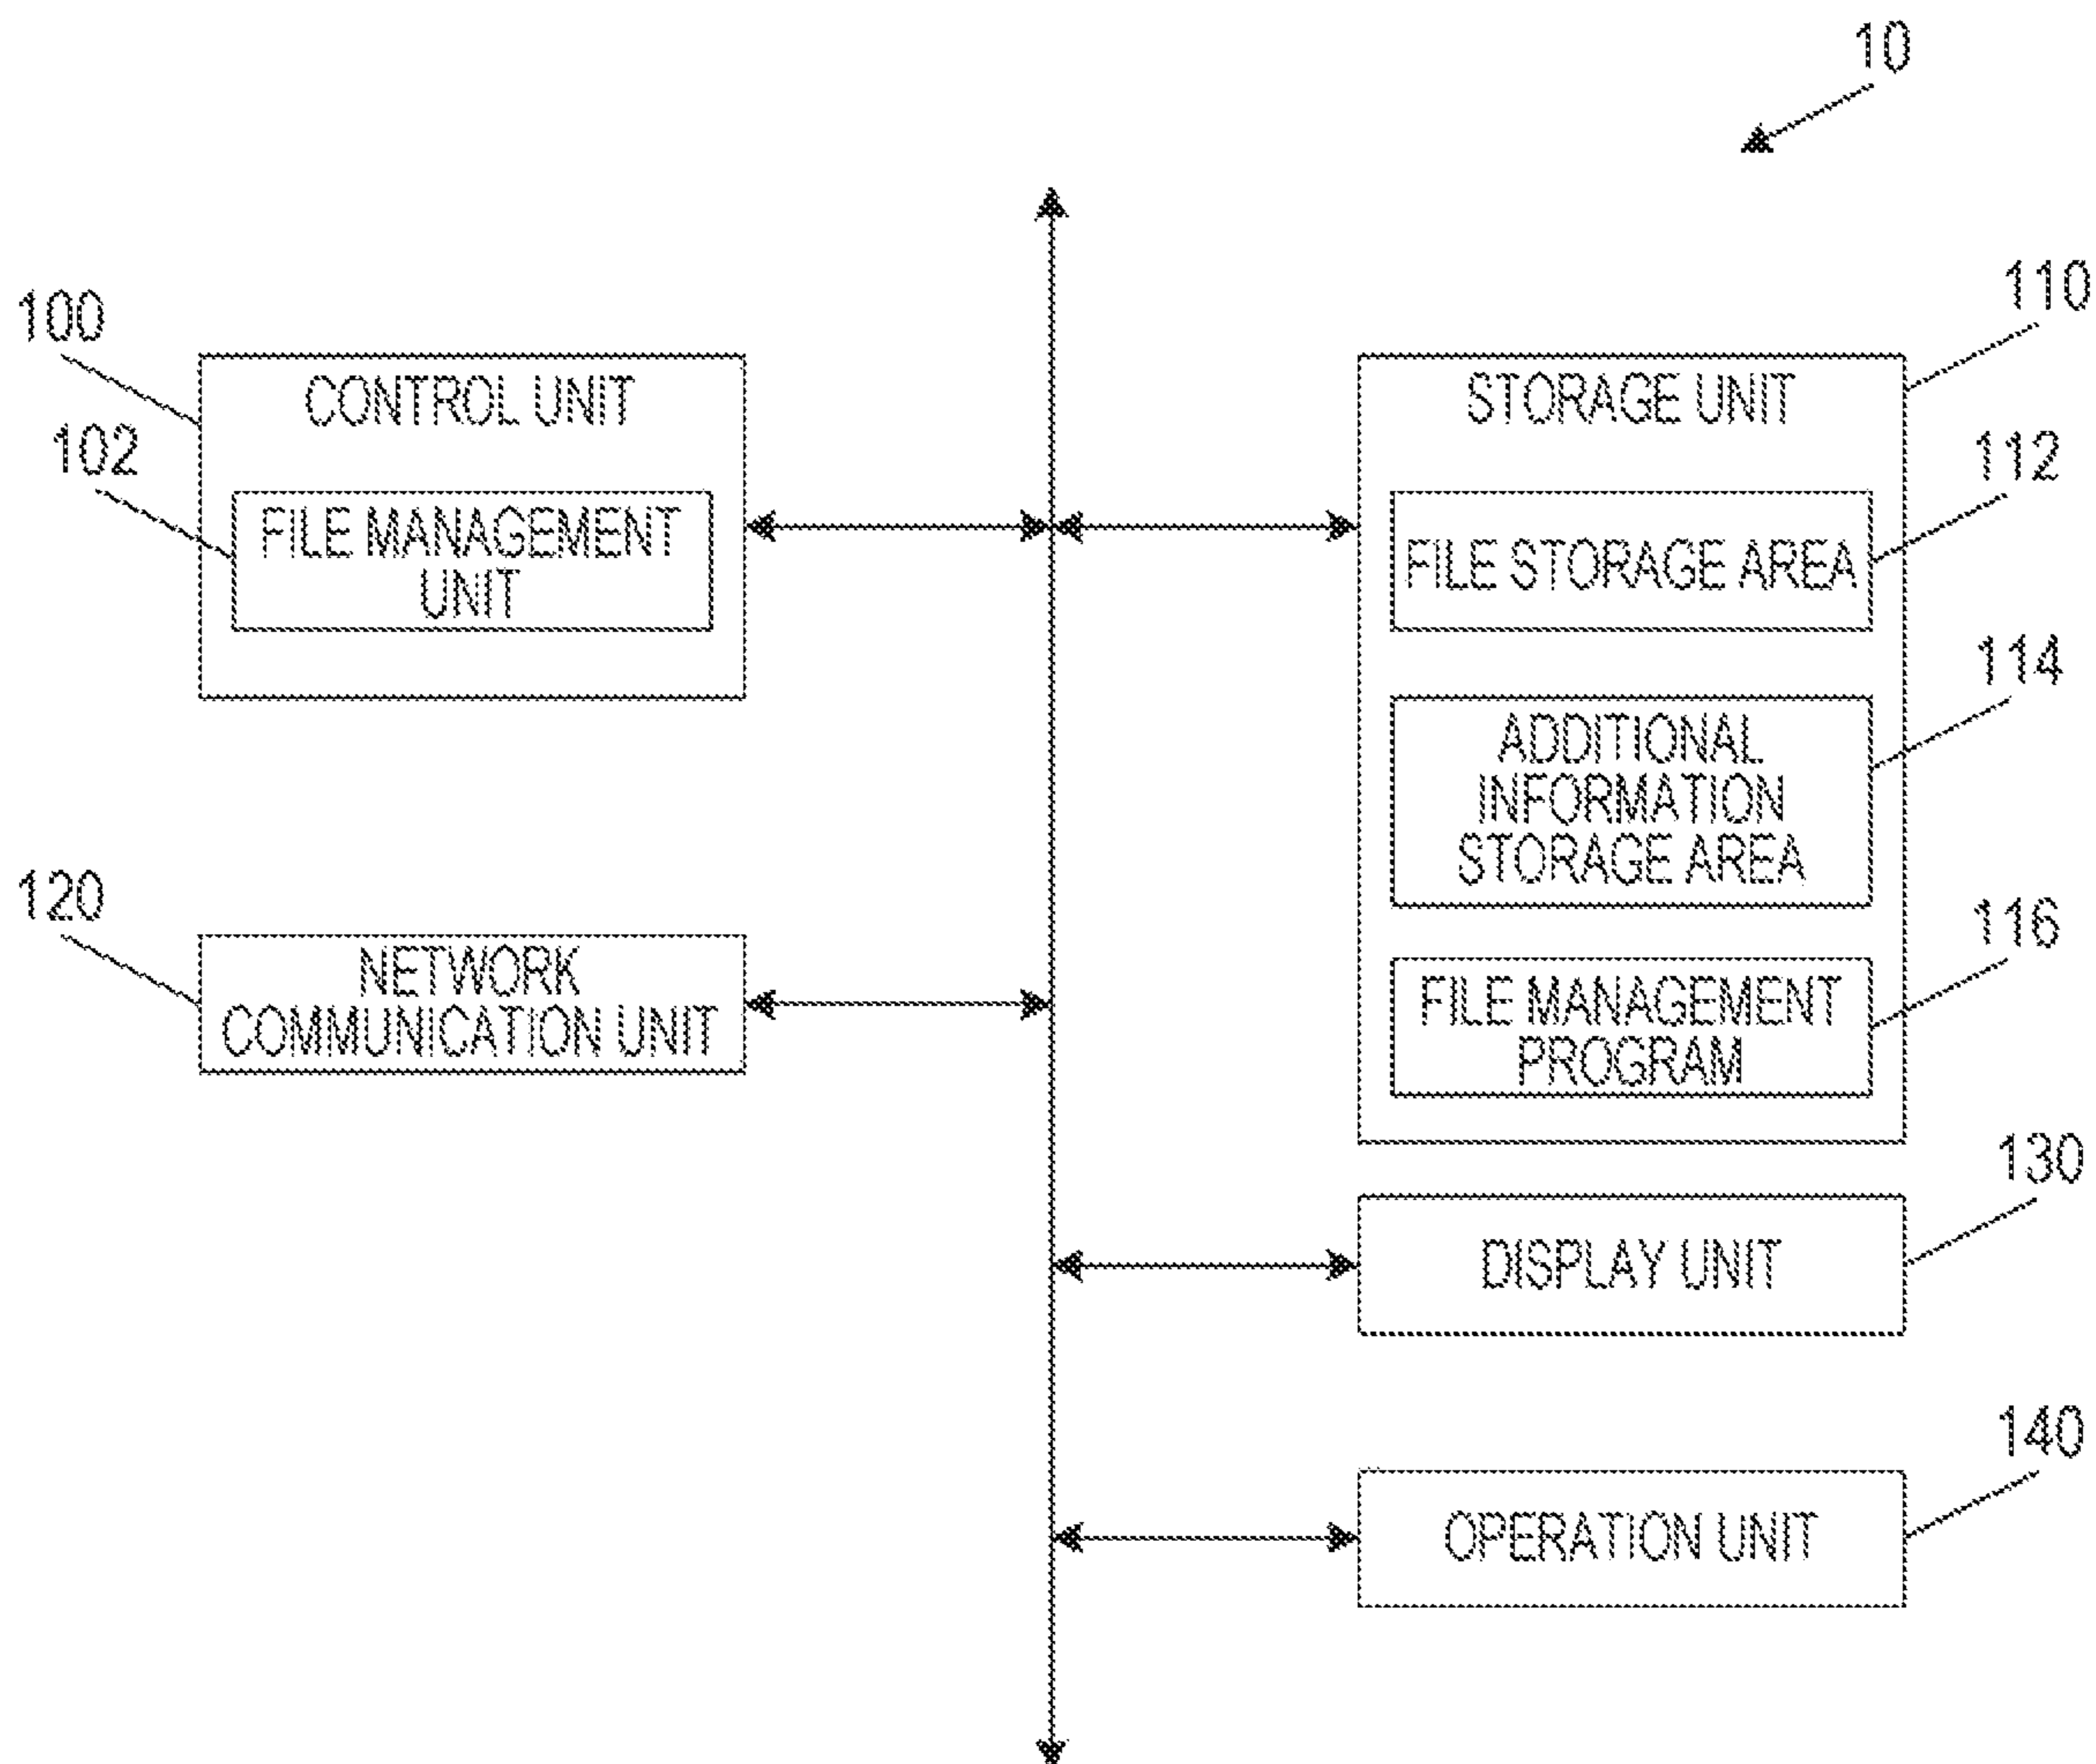 10
100
CONTROL UNIT
102
FILE MANAGEMENT
UNIT
110
STORAGE UNIT
112
FILE STORAGE AREA
114
ADDITIONAL
INFORMATION
STORAGE AREA
116
FILE MANAGEMENT
PROGRAM
120
NETWORK
COMMUNICATION UNIT
130
DISPLAY UNIT
140
OPERATION UNIT